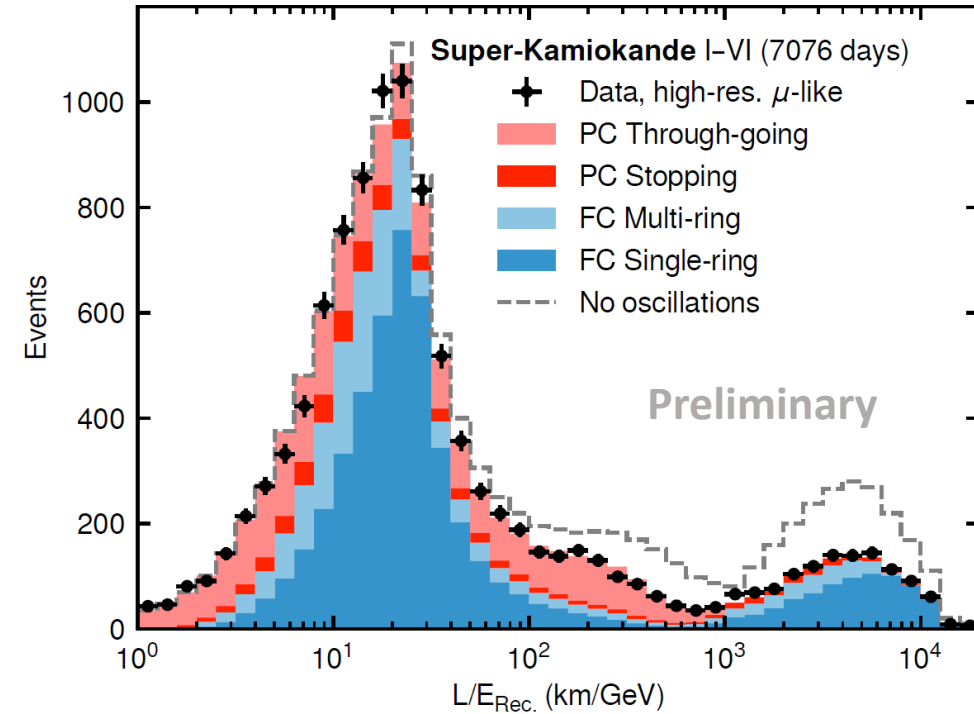 Super-Kamiokande I–VI (7076 days)
Data, high-res. μ-like
PC Through-going
PC Stopping
FC Multi-ring
FC Single-ring
No oscillations
Preliminary
Events
1000
800
600
400
200
0
10⁰ 10¹ 10² 10³ 10⁴
L/E_Rec. (km/GeV)